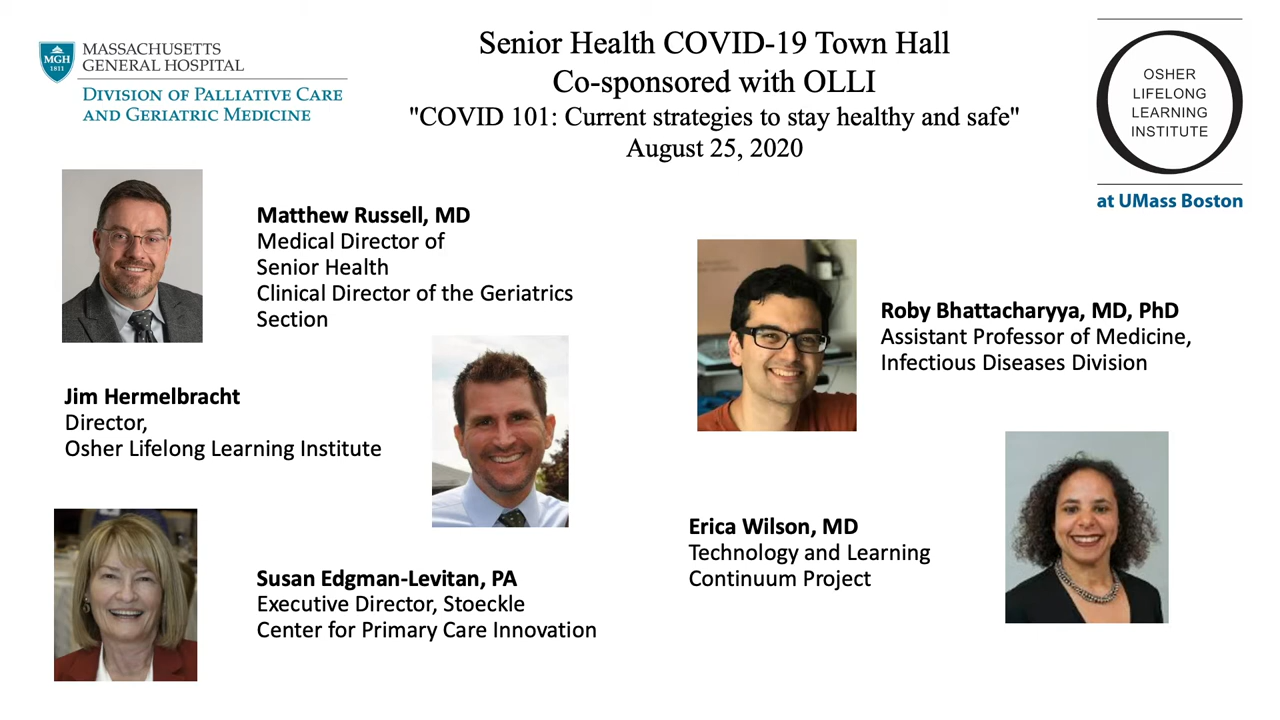 MGH
1811
MASSACHUSETTS
GENERAL HOSPITAL
DIVISION OF PALLIATIVE CARE
AND GERIATRIC MEDICINE
Senior Health COVID-19 Town Hall
Co-sponsored with OLLI
"COVID 101: Current strategies to stay healthy and safe"
August 25, 2020
OSHER
LIFELONG
LEARNING
INSTITUTE
at UMass Boston
Matthew Russell, MD
Medical Director of
Senior Health
Clinical Director of the Geriatrics
Section
Roby Bhattacharyya, MD, PhD
Assistant Professor of Medicine,
Infectious Diseases Division
Jim Hermelbracht
Director,
Osher Lifelong Learning Institute
Erica Wilson, MD
Technology and Learning
Continuum Project
Susan Edgman-Levitan, PA
Executive Director, Stoeckle
Center for Primary Care Innovation